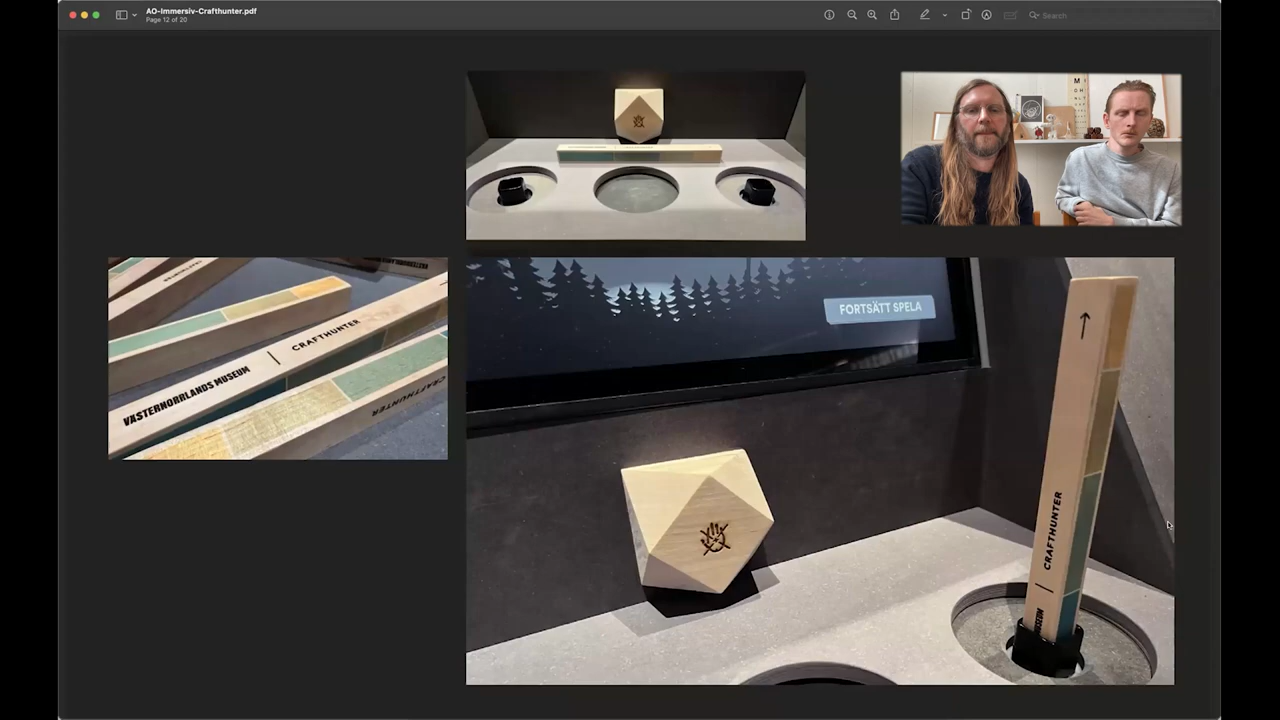 AO-Immersiv-Crafthunter.pdf
Page 12 of 20
Search
VÄSTERNORRLANDS MUSEUM | CRAFTHUNTER
CRAFTHUNTER
FORTSÄTT SPELA
CRAFTHUNTER